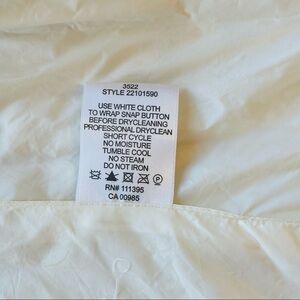 3522
STYLE 22101590
USE WHITE CLOTH
TO WRAP SNAP BUTTON
BEFORE DRYCLEANING
PROFESSIONAL DRYCLEAN
SHORT CYCLE
NO MOISTURE
TUMBLE COOL
NO STEAM
DO NOT IRON
P
RN# 111395
CA 00985